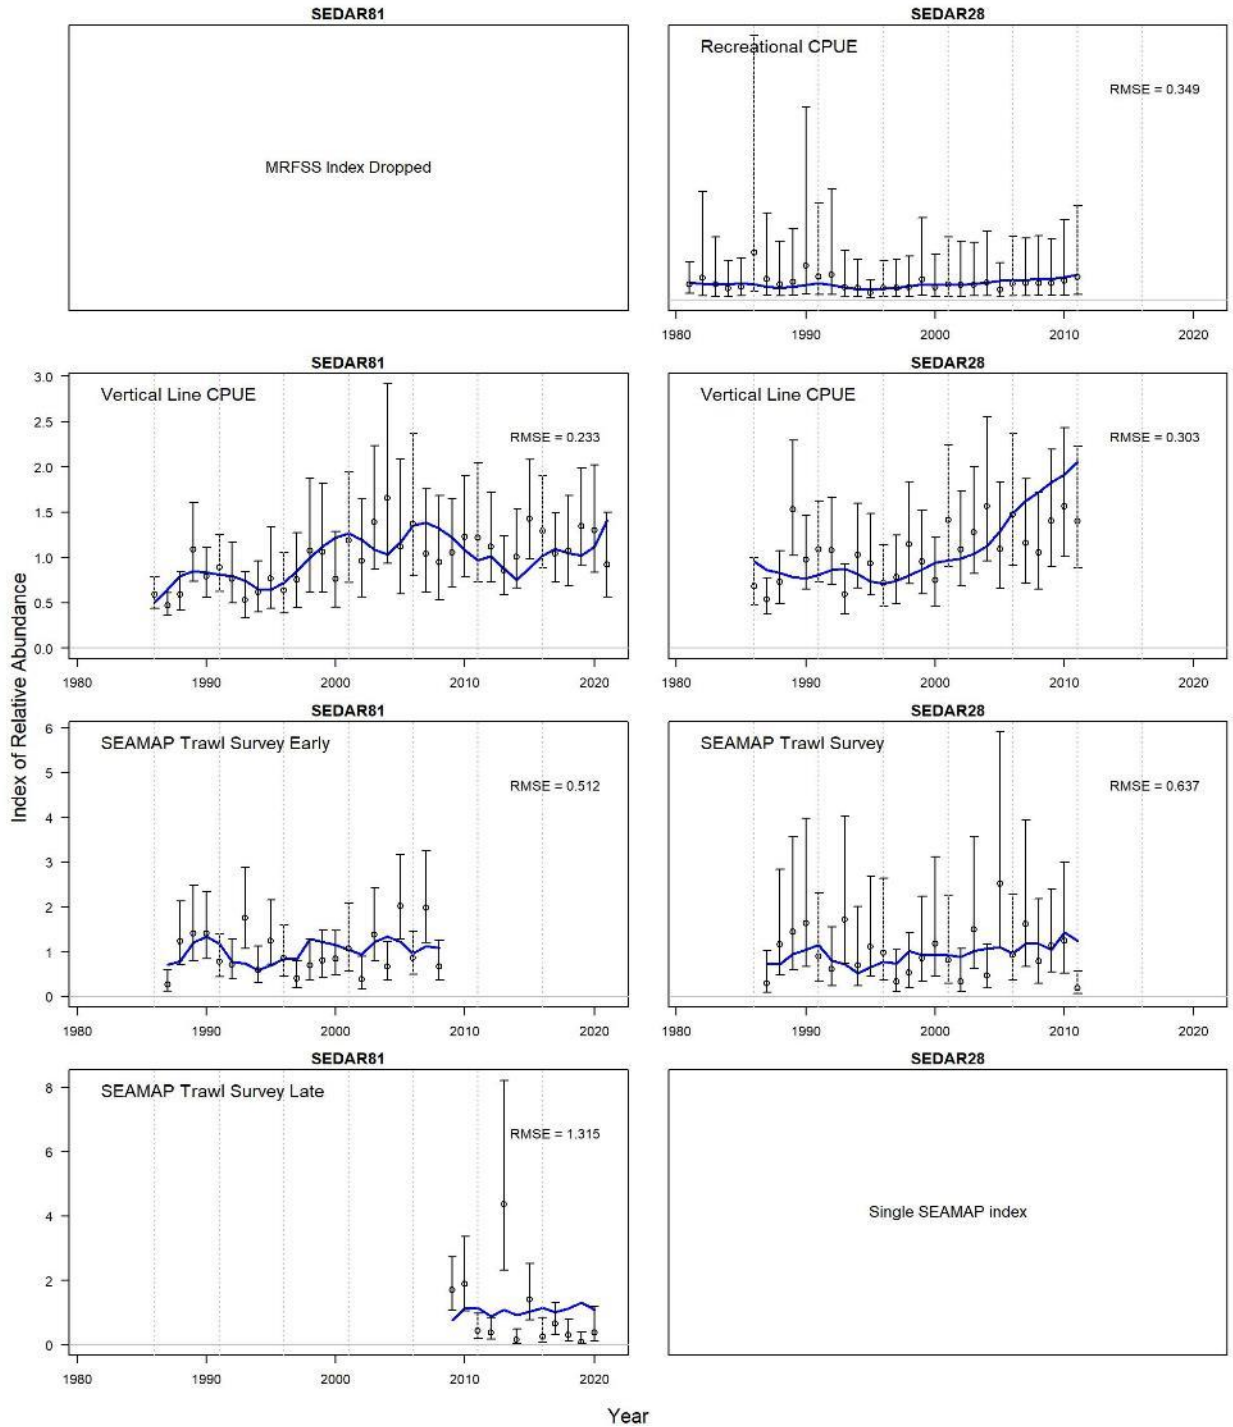 SEDAR81
SEDAR28
MRFSS Index Dropped
Recreational CPUE
RMSE = 0.349
1980 1990 2000 2010 2020
SEDAR81
SEDAR28
Vertical Line CPUE
RMSE = 0.233
3.0
2.5
2.0
1.5
1.0
0.5
0.0
1980 1990 2000 2010 2020
Vertical Line CPUE
RMSE = 0.303
1980 1990 2000 2010 2020
Index of Relative Abundance
SEDAR81
SEDAR28
SEAMAP Trawl Survey Early
RMSE = 0.512
6
5
4
3
2
1
0
1980 1990 2000 2010 2020
SEAMAP Trawl Survey
RMSE = 0.637
1980 1990 2000 2010 2020
SEDAR81
SEDAR28
SEAMAP Trawl Survey Late
RMSE = 1.315
8
6
4
2
0
1980 1990 2000 2010 2020
Single SEAMAP index
Year